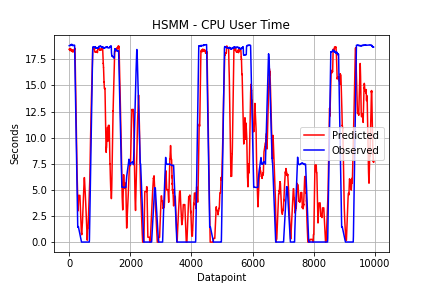 HSMM - CPU User Time
Seconds
17.5
15.0
12.5
10.0
7.5
5.0
2.5
0.0
Predicted
Observed
0 2000 4000 6000 8000 10000
Datapoint